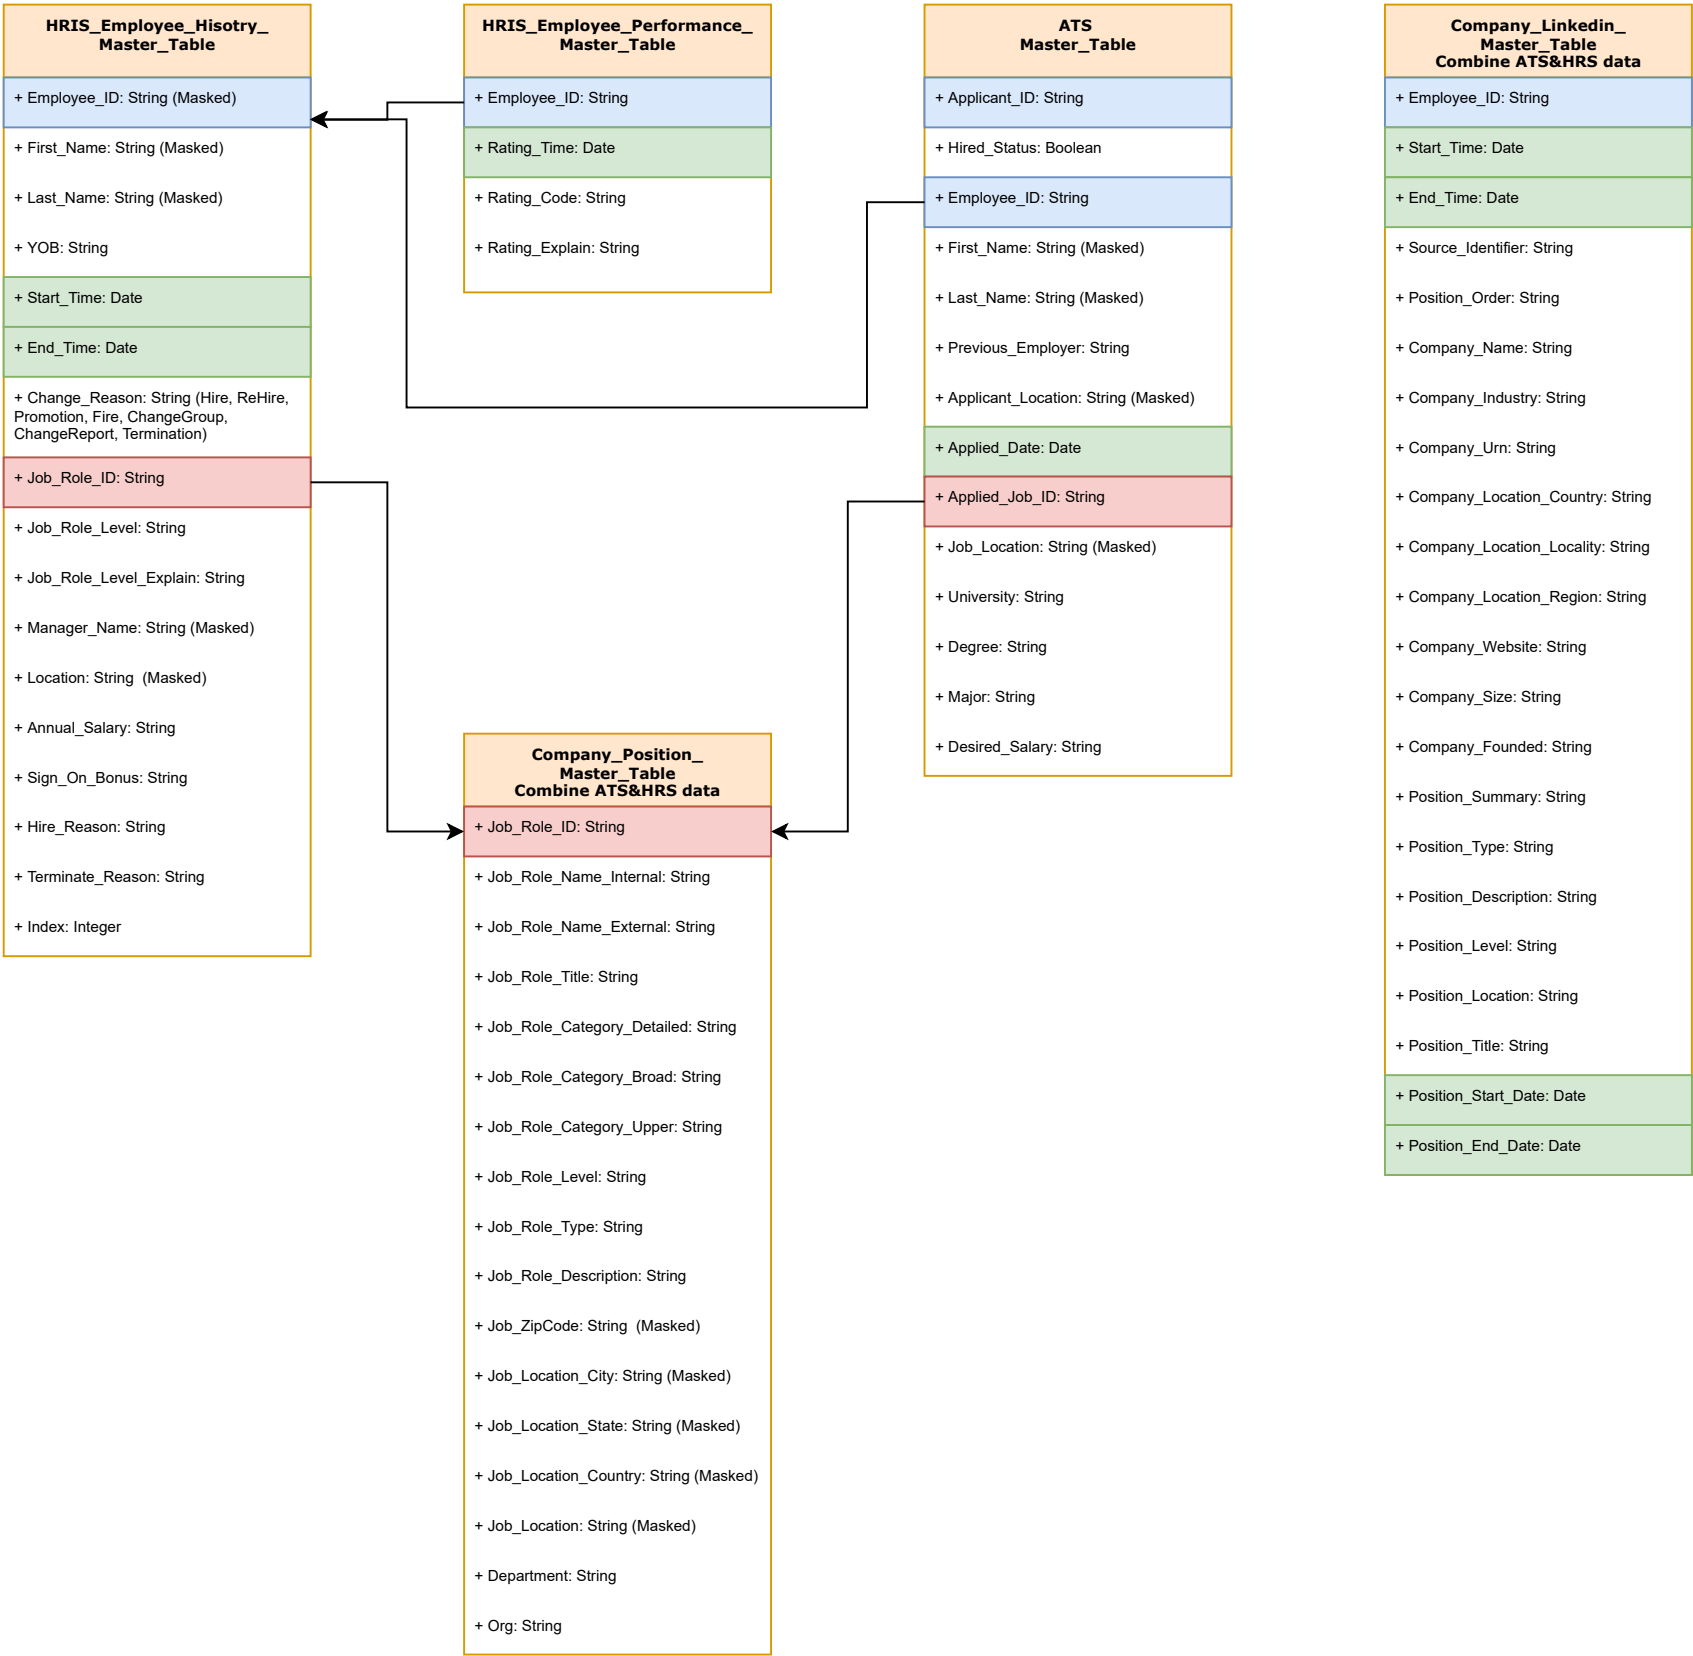 HRIS_Employee_Hisotry_
Master_Table
+ Employee_ID: String (Masked)
+ First_Name: String (Masked)
+ Last_Name: String (Masked)
+ YOB: String
+ Start_Time: Date
+ End_Time: Date
+ Change_Reason: String (Hire, ReHire,
Promotion, Fire, ChangeGroup,
ChangeReport, Termination)
+ Job_Role_ID: String
+ Job_Role_Level: String
+ Job_Role_Level_Explain: String
+ Manager_Name: String (Masked)
+ Location: String  (Masked)
+ Annual_Salary: String
+ Sign_On_Bonus: String
+ Hire_Reason: String
+ Terminate_Reason: String
+ Index: Integer
HRIS_Employee_Performance_
Master_Table
+ Employee_ID: String
+ Rating_Time: Date
+ Rating_Code: String
+ Rating_Explain: String
Company_Position_
Master_Table
Combine ATS&HRS data
+ Job_Role_ID: String
+ Job_Role_Name_Internal: String
+ Job_Role_Name_External: String
+ Job_Role_Title: String
+ Job_Role_Category_Detailed: String
+ Job_Role_Category_Broad: String
+ Job_Role_Category_Upper: String
+ Job_Role_Level: String
+ Job_Role_Type: String
+ Job_Role_Description: String
+ Job_ZipCode: String  (Masked)
+ Job_Location_City: String (Masked)
+ Job_Location_State: String (Masked)
+ Job_Location_Country: String (Masked)
+ Job_Location: String (Masked)
+ Department: String
+ Org: String
ATS
Master_Table
+ Applicant_ID: String
+ Hired_Status: Boolean
+ Employee_ID: String
+ First_Name: String (Masked)
+ Last_Name: String (Masked)
+ Previous_Employer: String
+ Applicant_Location: String (Masked)
+ Applied_Date: Date
+ Applied_Job_ID: String
+ Job_Location: String (Masked)
+ University: String
+ Degree: String
+ Major: String
+ Desired_Salary: String
Company_Linkedin_
Master_Table
Combine ATS&HRS data
+ Employee_ID: String
+ Start_Time: Date
+ End_Time: Date
+ Source_Identifier: String
+ Position_Order: String
+ Company_Name: String
+ Company_Industry: String
+ Company_Urn: String
+ Company_Location_Country: String
+ Company_Location_Locality: String
+ Company_Location_Region: String
+ Company_Website: String
+ Company_Size: String
+ Company_Founded: String
+ Position_Summary: String
+ Position_Type: String
+ Position_Description: String
+ Position_Level: String
+ Position_Location: String
+ Position_Title: String
+ Position_Start_Date: Date
+ Position_End_Date: Date